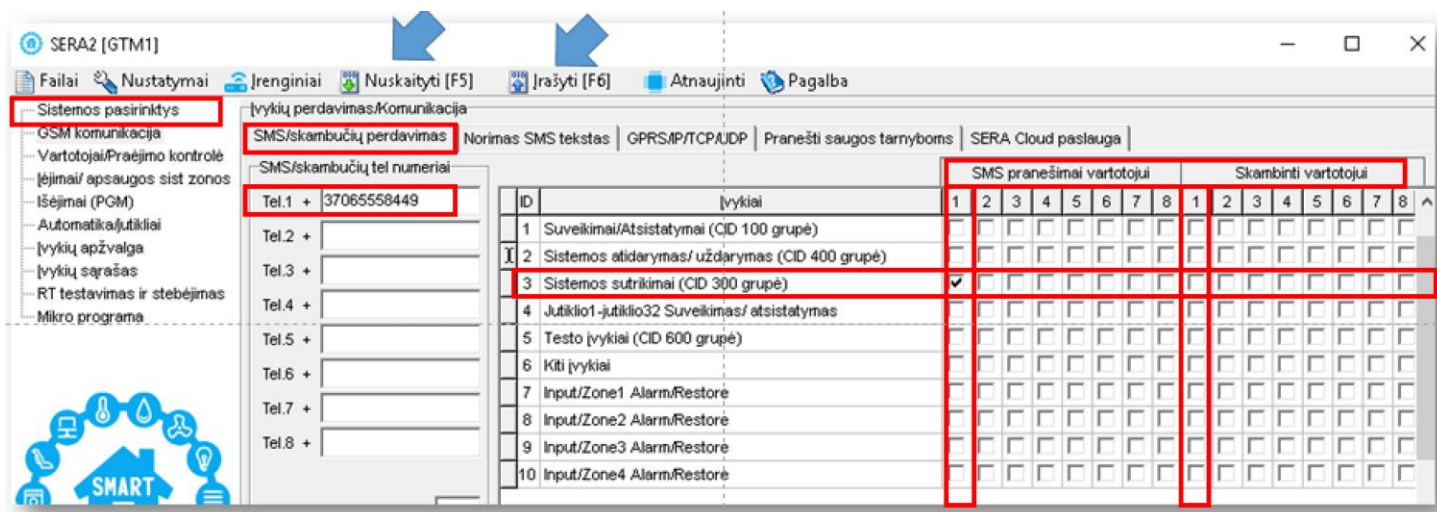 SERA2 [GTM1]
Failai Nustatymai Įrenginiai Nuskaityti [F5] Įrašyti [F6] Atnaujinti Pagalba
Sistemos pasirinktys
GSM komunikacija
Vartotojai/Praėjimo kontrolė
Įėjimai/ apsaugos sist zonos
Išėjimai (PGM)
Automatika/jutikliai
Įvykių apžvalga
Įvykių sąrašas
RT testavimas ir stebėjimas
Mikro programa
SMART
Įvykių perdavimas/Komunikacija
SMS/skambučių perdavimas Norimas SMS tekstas GPRS/IP/TCP/UDP Pranešti saugos tarnyboms SERA Cloud paslauga
SMS/skambučių tel numeriai
Tel.1 + 37065558449
Tel.2 +
Tel.3 +
Tel.4 +
Tel.5 +
Tel.6 +
Tel.7 +
Tel.8 +
SMS pranešimai vartotojui Skambinti vartotojui
ID Įvykiai 1 2 3 4 5 6 7 8 1 2 3 4 5 6 7 8
1 Suveikimai/Atsistatymai (CID 100 grupė)
2 Sistemos atidarymas/ uždarymas (CID 400 grupė)
3 Sistemos sutrikimai (CID 300 grupė)
4 Jutiklio1-jutiklio32 Suveikimas/ atsistatymas
5 Testo įvykiai (CID 600 grupė)
6 Kiti įvykiai
7 Input/Zone1 Alarm/Restore
8 Input/Zone2 Alarm/Restore
9 Input/Zone3 Alarm/Restore
10 Input/Zone4 Alarm/Restore